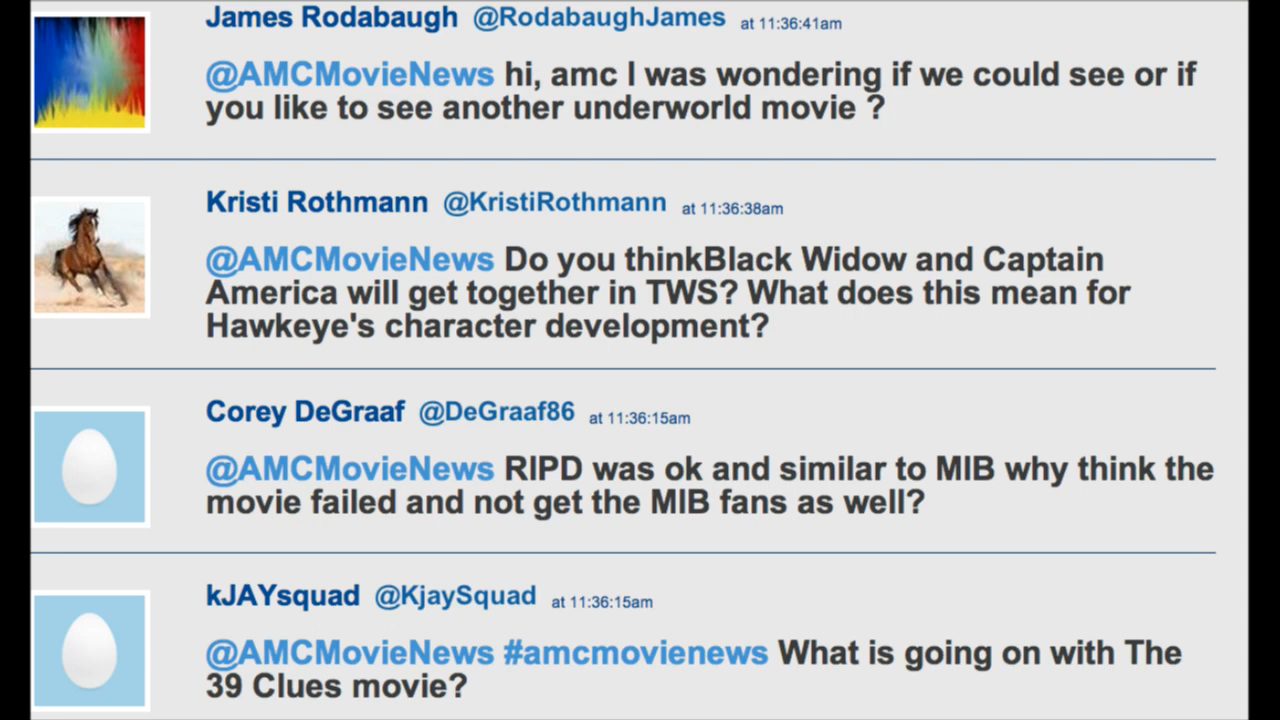 James Rodabaugh @RodabaughJames at 11:36:41am
@AMCMovieNews hi, amc I was wondering if we could see or if
you like to see another underworld movie ?
Kristi Rothmann @KristiRothmann at 11:36:38am
@AMCMovieNews Do you thinkBlack Widow and Captain
America will get together in TWS? What does this mean for
Hawkeye's character development?
Corey DeGraaf @DeGraaf86 at 11:36:15am
@AMCMovieNews RIPD was ok and similar to MIB why think the
movie failed and not get the MIB fans as well?
kJAYsquad @KjaySquad at 11:36:15am
@AMCMovieNews #amcmovienews What is going on with The
39 Clues movie?